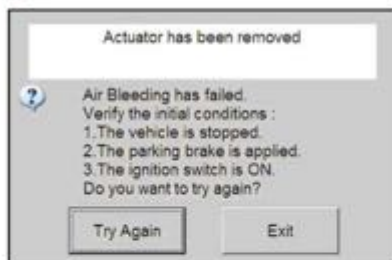 Actuator has been removed
Air Bleeding has failed.
Verify the initial conditions :
1.The vehicle is stopped.
2.The parking brake is applied.
3.The ignition switch is ON.
Do you want to try again?
Try Again
Exit